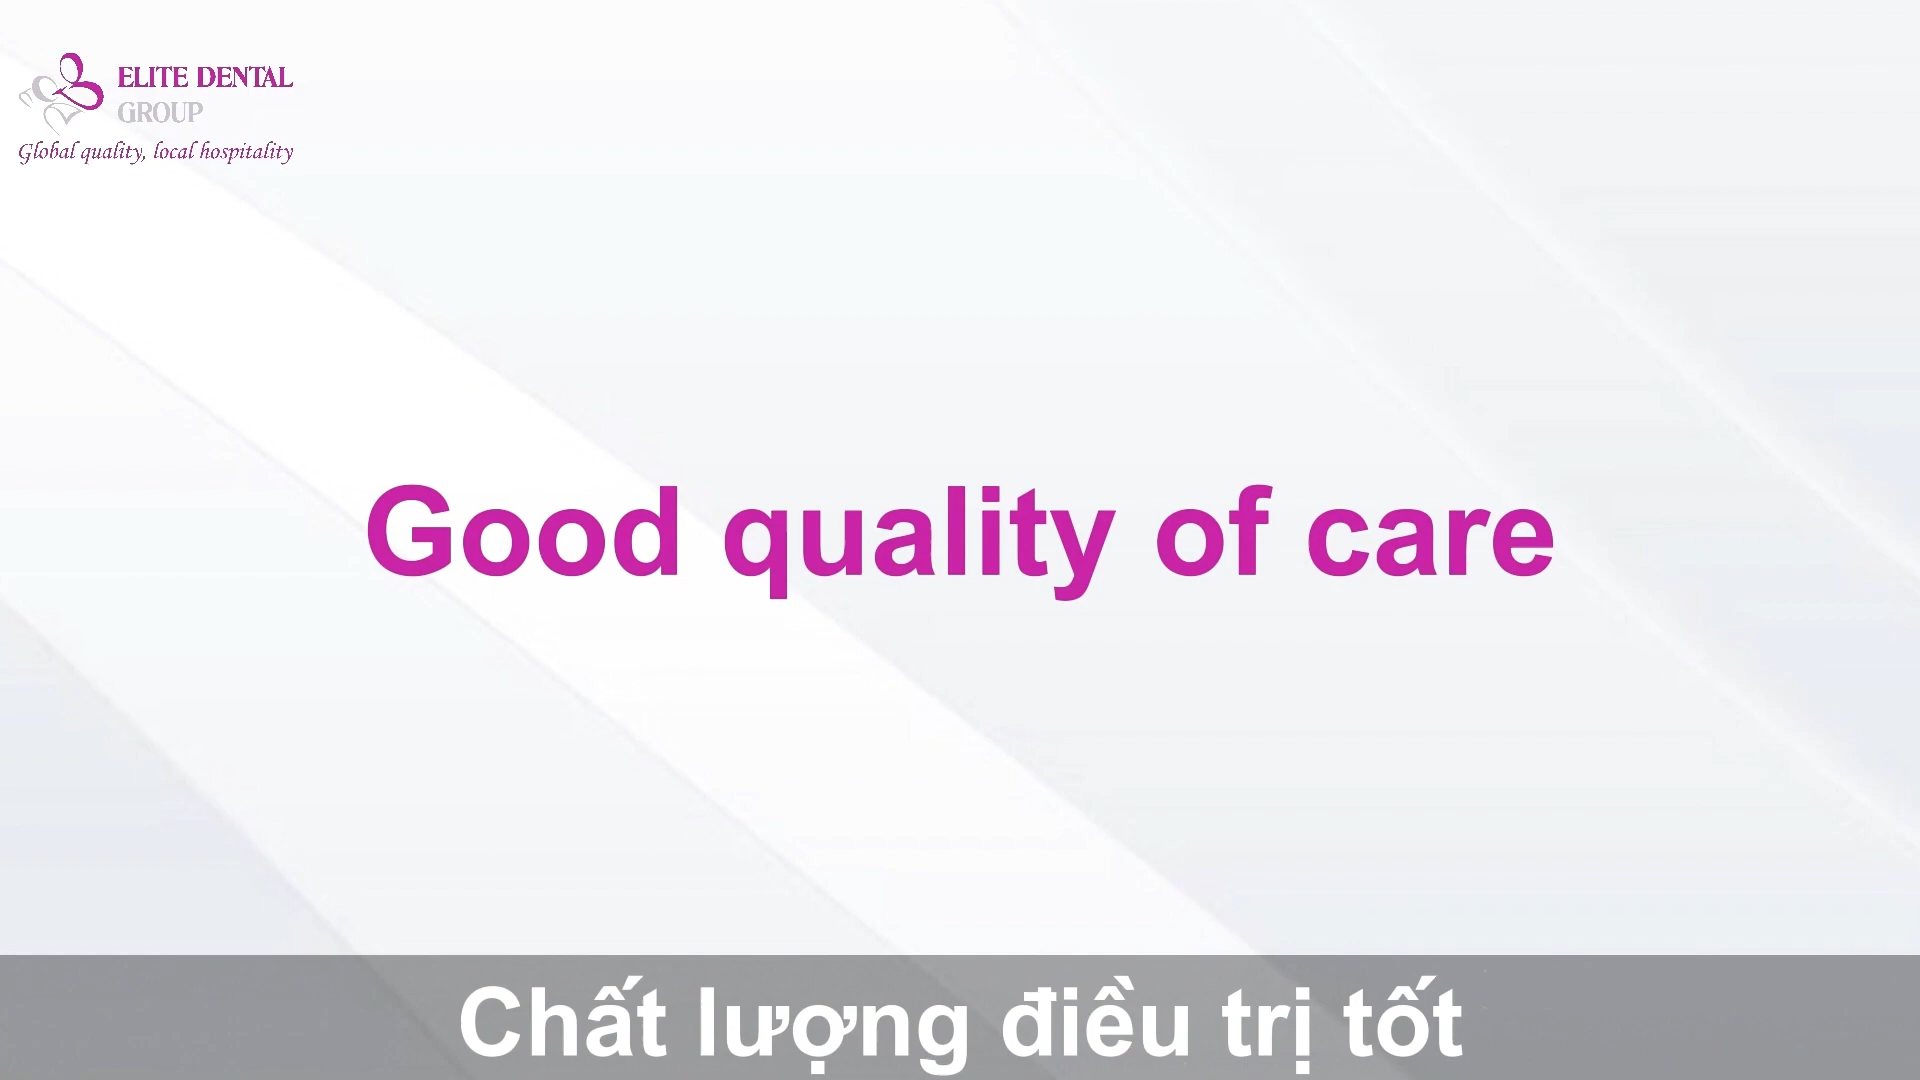 ELITE DENTAL
GROUP
Global quality, local hospitality
Good quality of care
Chất lượng điều trị tốt